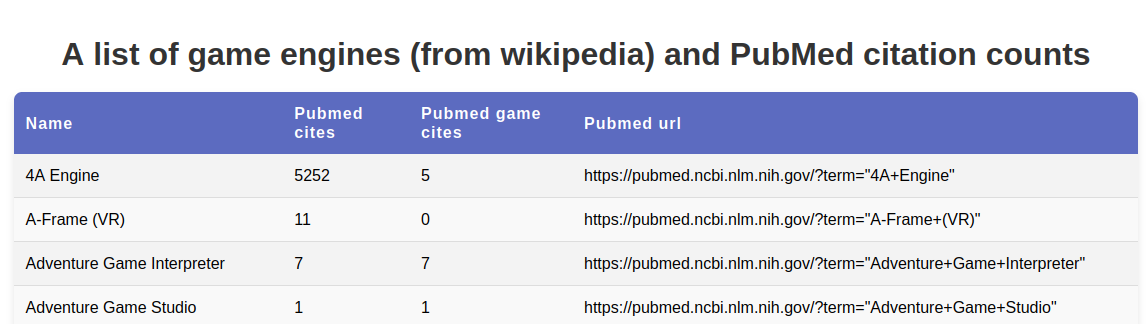 A list of game engines (from wikipedia) and PubMed citation counts
Name Pubmed cites Pubmed game cites Pubmed url
4A Engine 5252 5 https://pubmed.ncbi.nlm.nih.gov/?term="4A+Engine"
A-Frame (VR) 11 0 https://pubmed.ncbi.nlm.nih.gov/?term="A-Frame+(VR)"
Adventure Game Interpreter 7 7 https://pubmed.ncbi.nlm.nih.gov/?term="Adventure+Game+Interpreter"
Adventure Game Studio 1 1 https://pubmed.ncbi.nlm.nih.gov/?term="Adventure+Game+Studio"